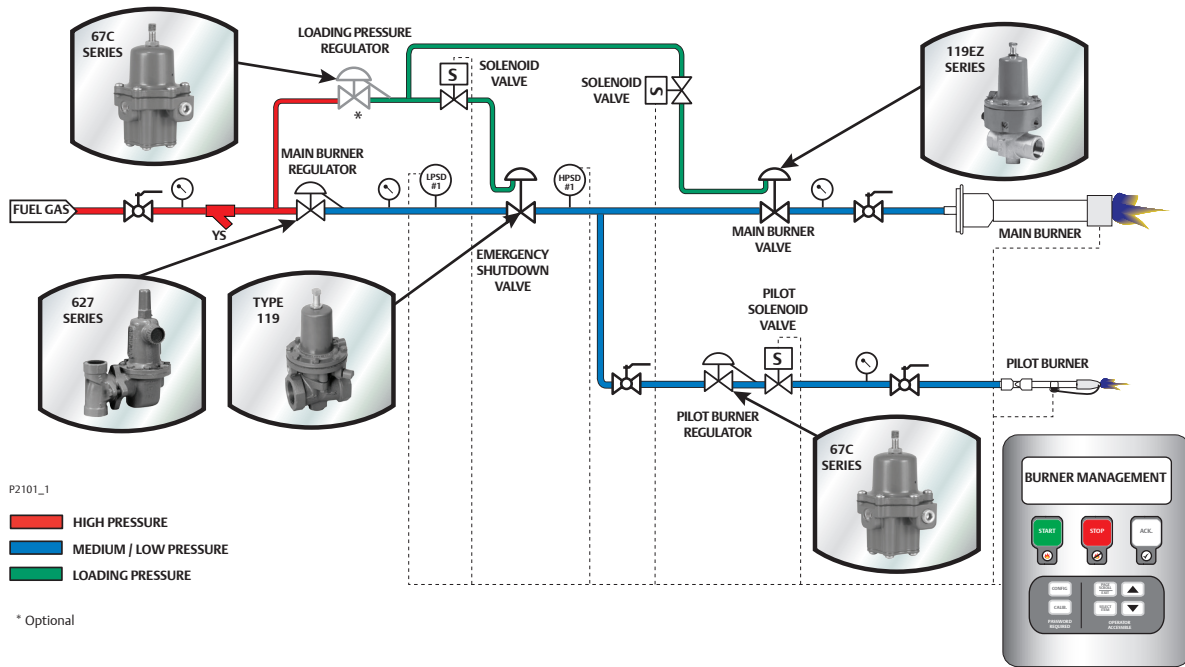 67C
SERIES
LOADING PRESSURE
REGULATOR
SOLENOID
VALVE
S
*
SOLENOID
VALVE
S
119EZ
SERIES
MAIN BURNER
REGULATOR
LPSD
#1
HPSD
#1
FUEL GAS
YS
EMERGENCY
SHUTDOWN
VALVE
MAIN BURNER
VALVE
MAIN BURNER
627
SERIES
TYPE
119
PILOT
SOLENOID
VALVE
S
PILOT BURNER
PILOT BURNER
REGULATOR
67C
SERIES
P2101_1
HIGH PRESSURE
MEDIUM / LOW PRESSURE
LOADING PRESSURE
* Optional
BURNER MANAGEMENT
START
STOP
ACK.
CONFIG.
CALIB.
SELECT
ITEM
PASSWORD
REQUIRED
OPERATOR
ACCESSIBLE